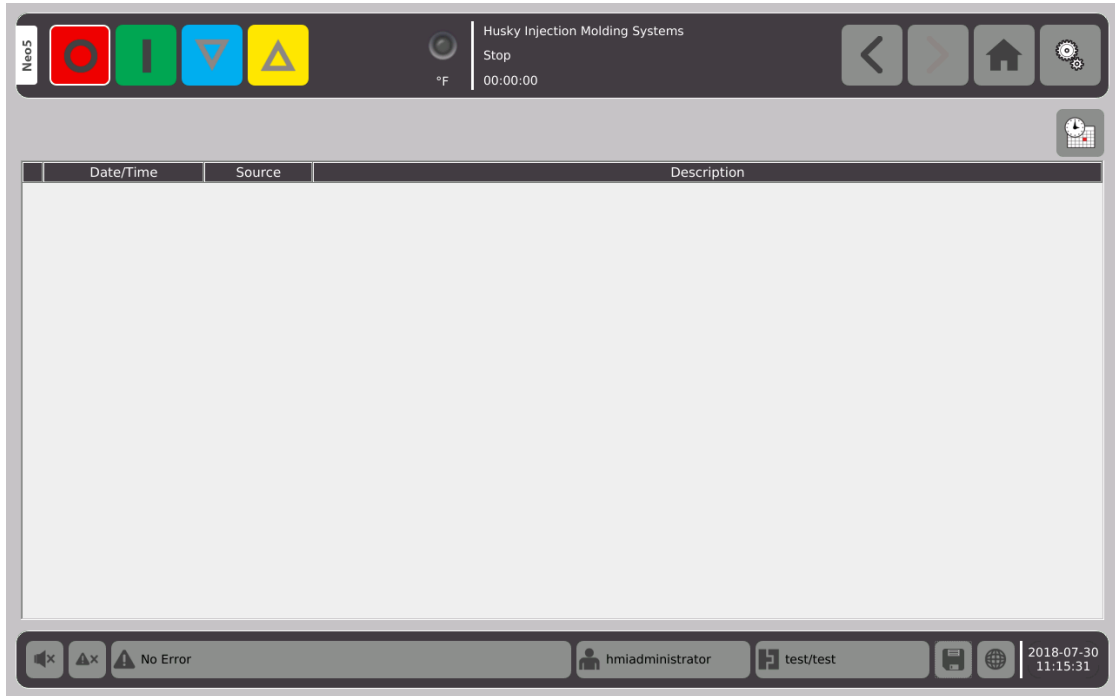 Neo5
Husky Injection Molding Systems
Stop
°F
00:00:00
Date/Time Source Description
No Error
hmiadministrator
test/test
2018-07-30
11:15:31